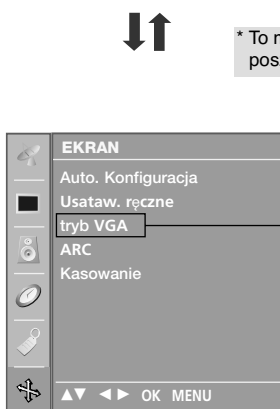 * To
pos
EKRAN
Auto. Konfiguracja
Usataw. ręczne
tryb VGA
ARC
Kasowanie
▲▼ ◄► OK MENU